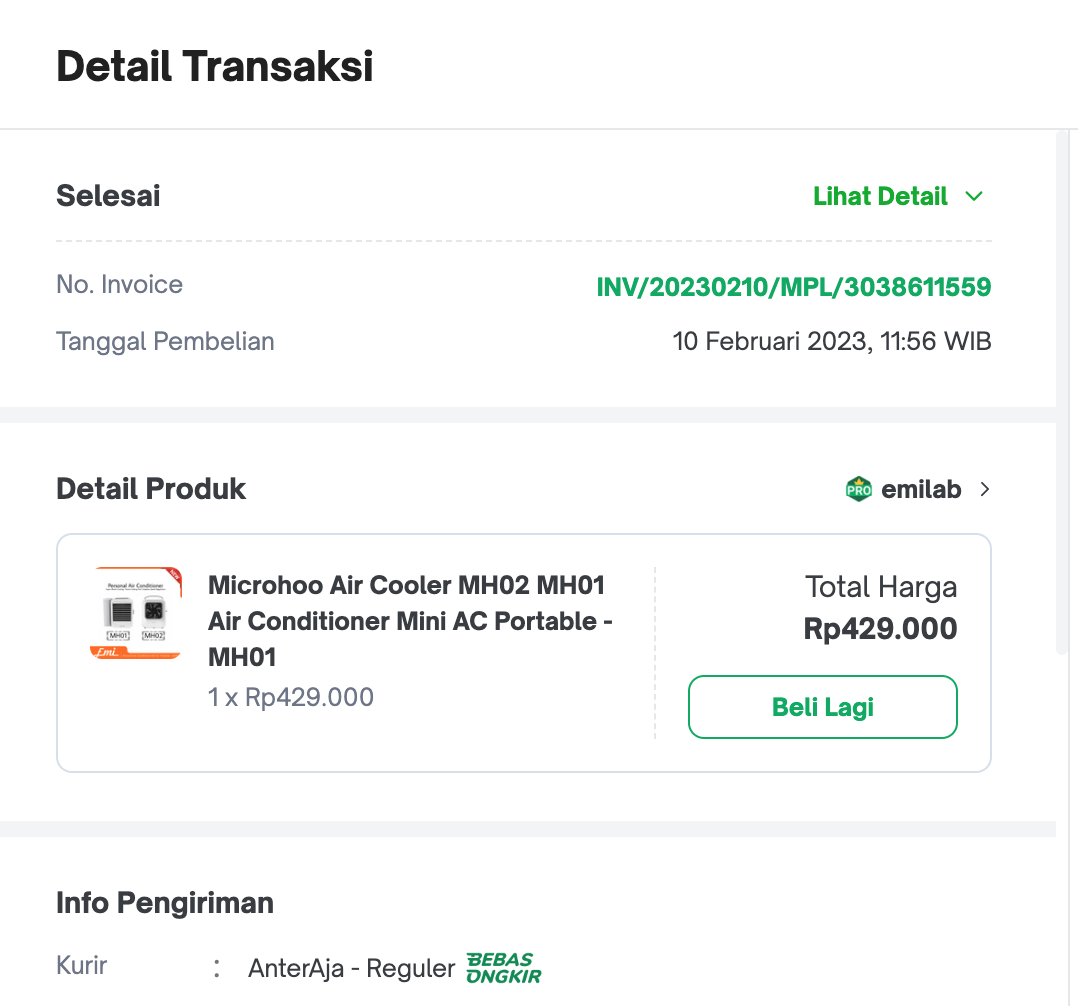 Detail Transaksi
Selesai
Lihat Detail
No. Invoice
INV/20230210/MPL/3038611559
Tanggal Pembelian
10 Februari 2023, 11:56 WIB
Detail Produk
PRO
emilab
NEW
Personal Air Conditioner
[MH01]
[MH02]
Emi.
Microhoo Air Cooler MH02 MH01
Air Conditioner Mini AC Portable -
MH01
1 x Rp429.000
Total Harga
Rp429.000
Beli Lagi
Info Pengiriman
Kurir
:
AnterAja - Reguler
BEBAS
ONGKIR